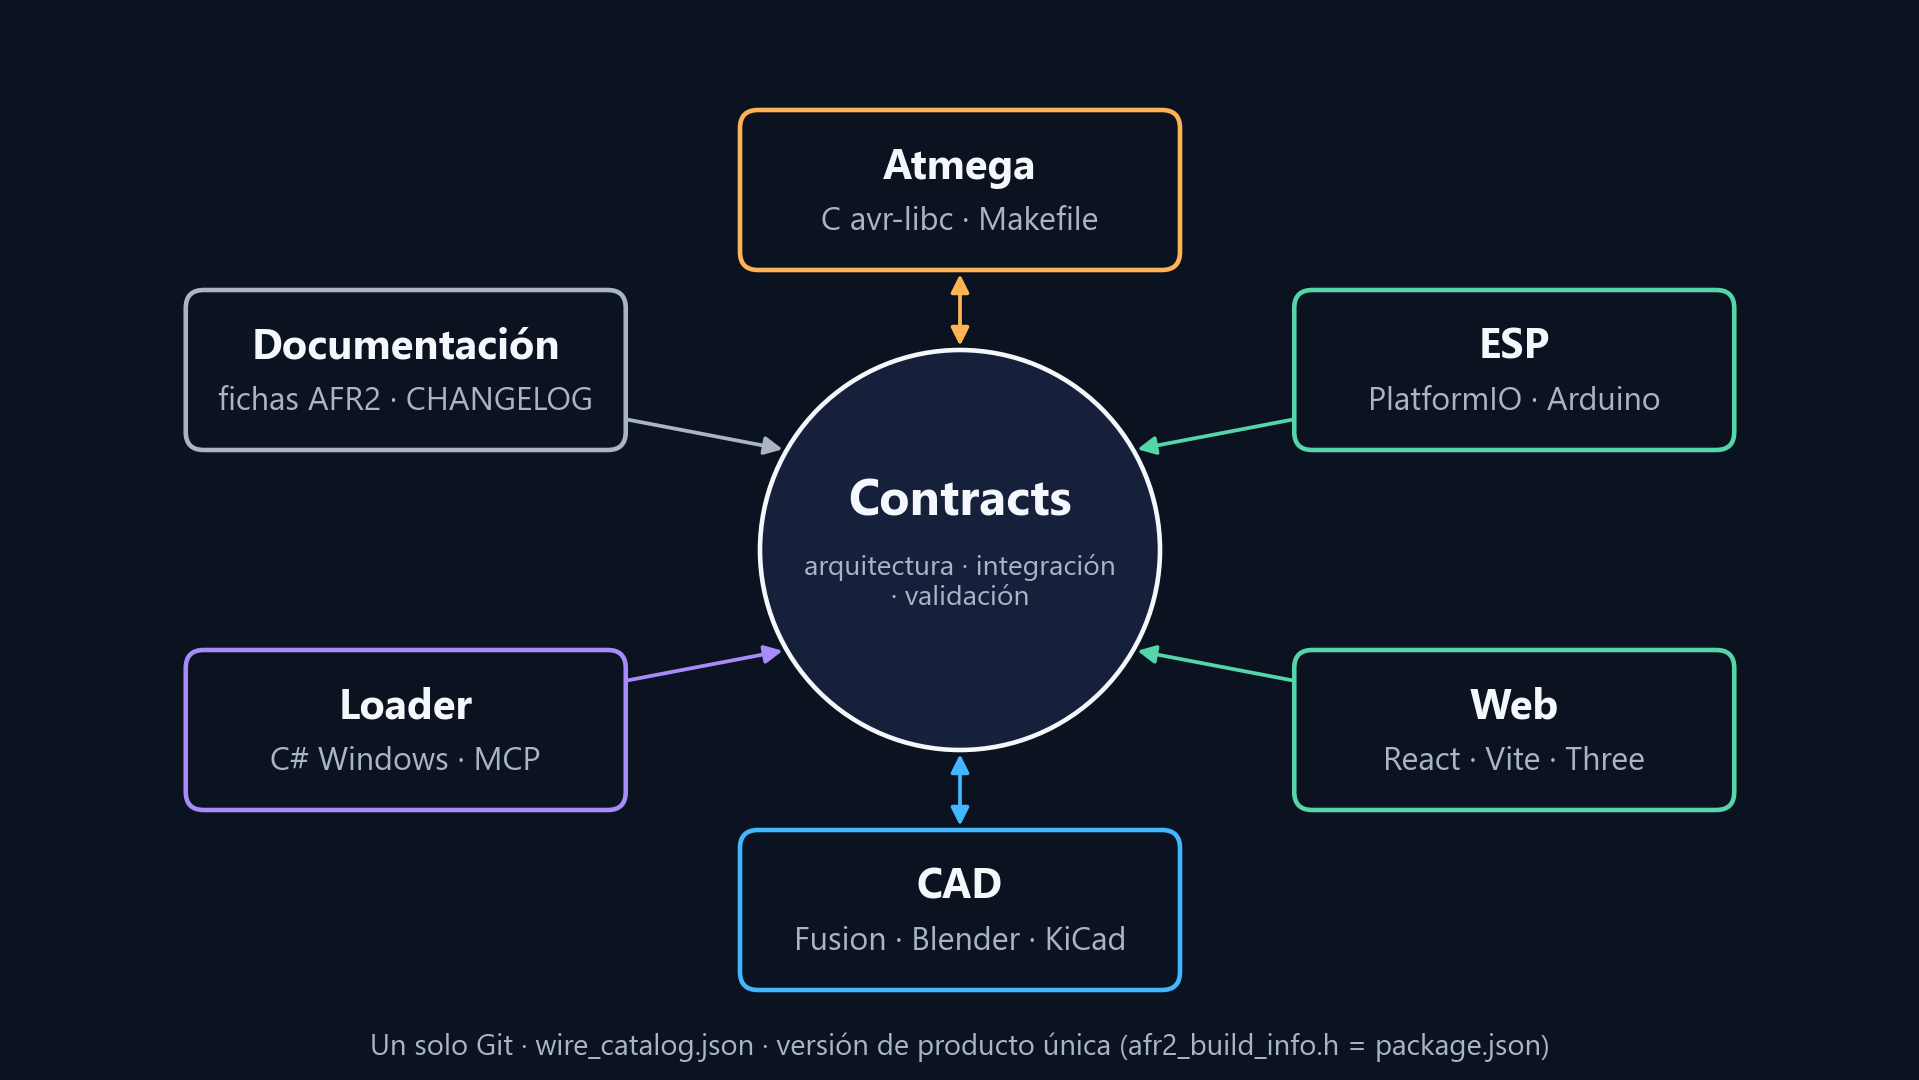 Atmega
C avr-libc · Makefile
Documentación
fichas AFR2 · CHANGELOG
ESP
PlatformIO · Arduino
Contracts
arquitectura · integración
· validación
Loader
C# Windows · MCP
Web
React · Vite · Three
CAD
Fusion · Blender · KiCad
Un solo Git · wire_catalog.json · versión de producto única (afr2_build_info.h = package.json)